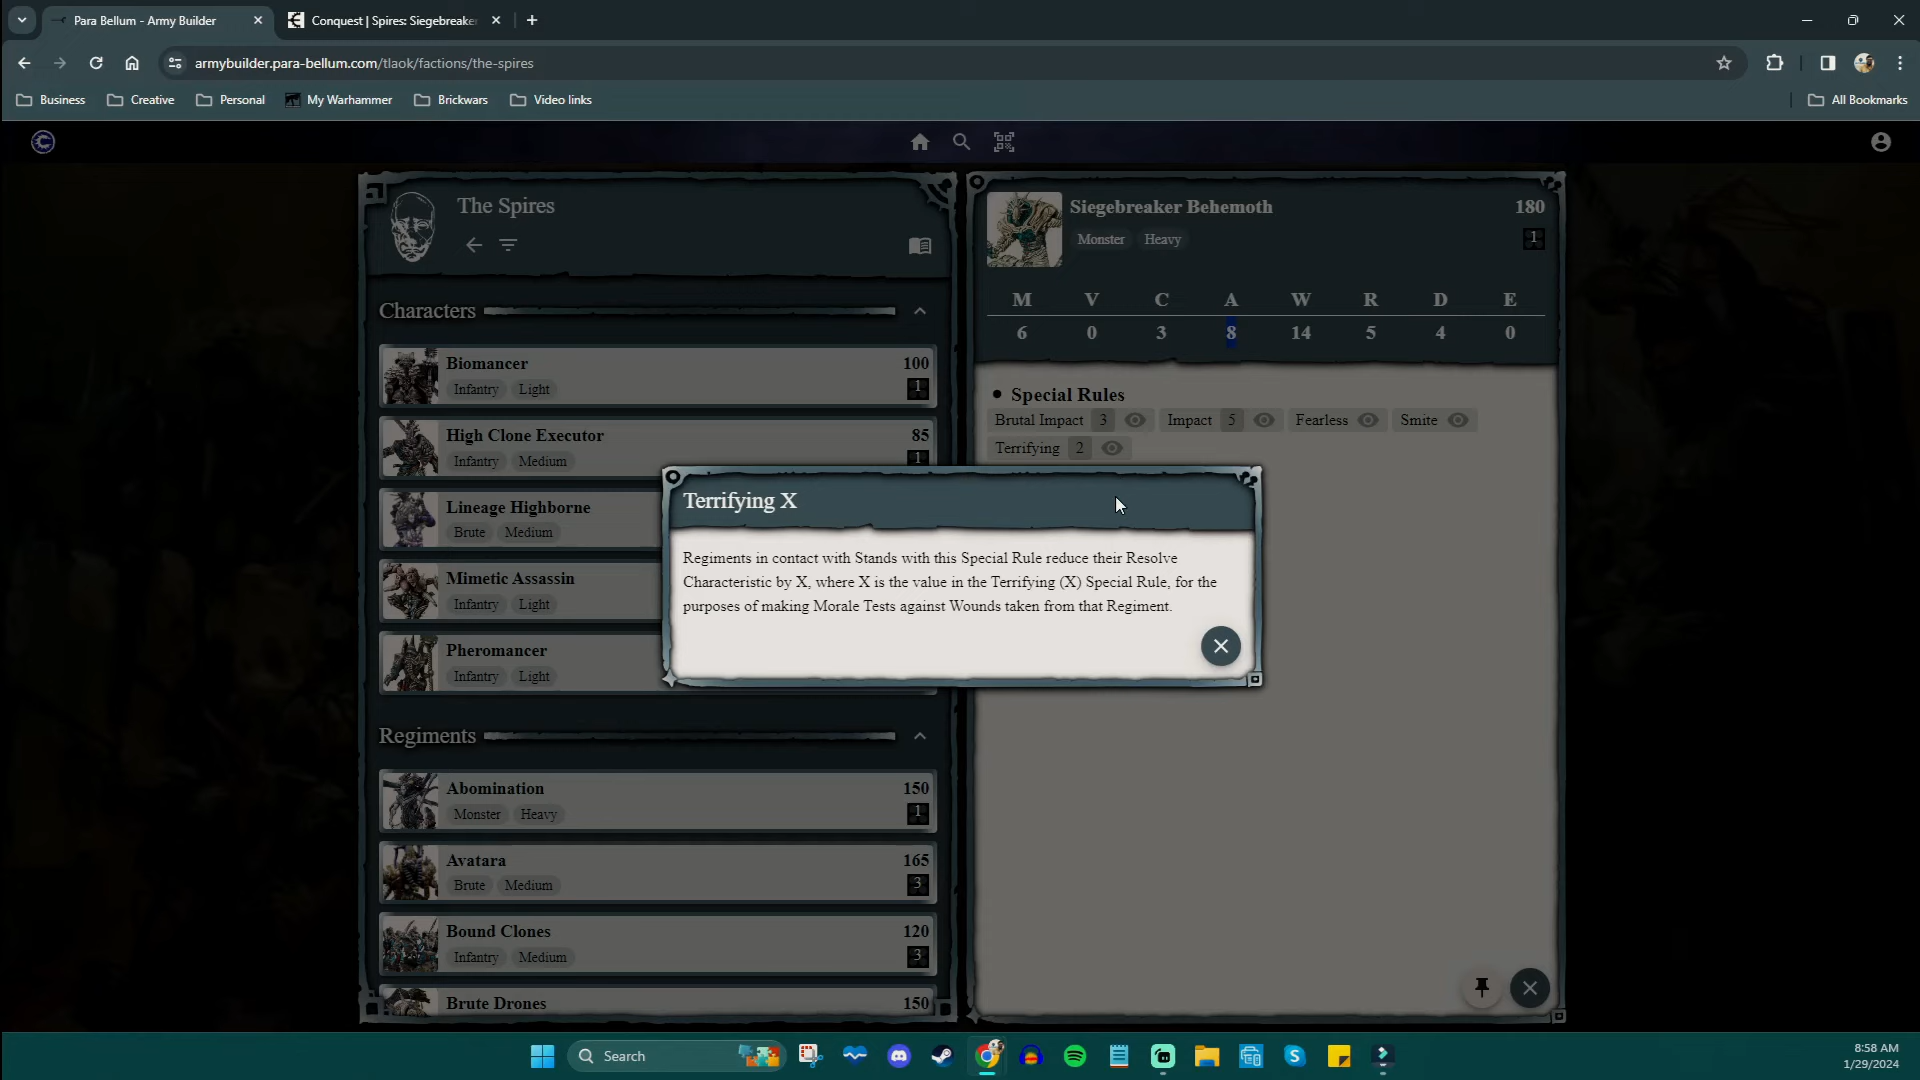 Para Bellum - Army Builder
Conquest | Spires: Siegebreaker
armybuilder.para-bellum.com/tlaok/factions/the-spires
Business
Creative
Personal
My Warhammer
Brickwars
Video links
All Bookmarks
The Spires
Characters
Biomancer 100
Infantry Light 1
High Clone Executor 85
Infantry Medium 1
Lineage Highborne
Brute Medium
Mimetic Assassin
Infantry Light
Pheromancer
Infantry Light
Regiments
Abomination 150
Monster Heavy 1
Avatara 165
Brute Medium 3
Bound Clones 120
Infantry Medium 3
Brute Drones 150
Siegebreaker Behemoth 180
Monster Heavy 1
M V C A W R D E
6 0 3 8 14 5 4 0
Special Rules
Brutal Impact 3 Impact 5 Fearless Smite
Terrifying 2
Terrifying X
Regiments in contact with Stands with this Special Rule reduce their Resolve
Characteristic by X, where X is the value in the Terrifying (X) Special Rule, for the
purposes of making Morale Tests against Wounds taken from that Regiment.
Search
8:58 AM
1/29/2024